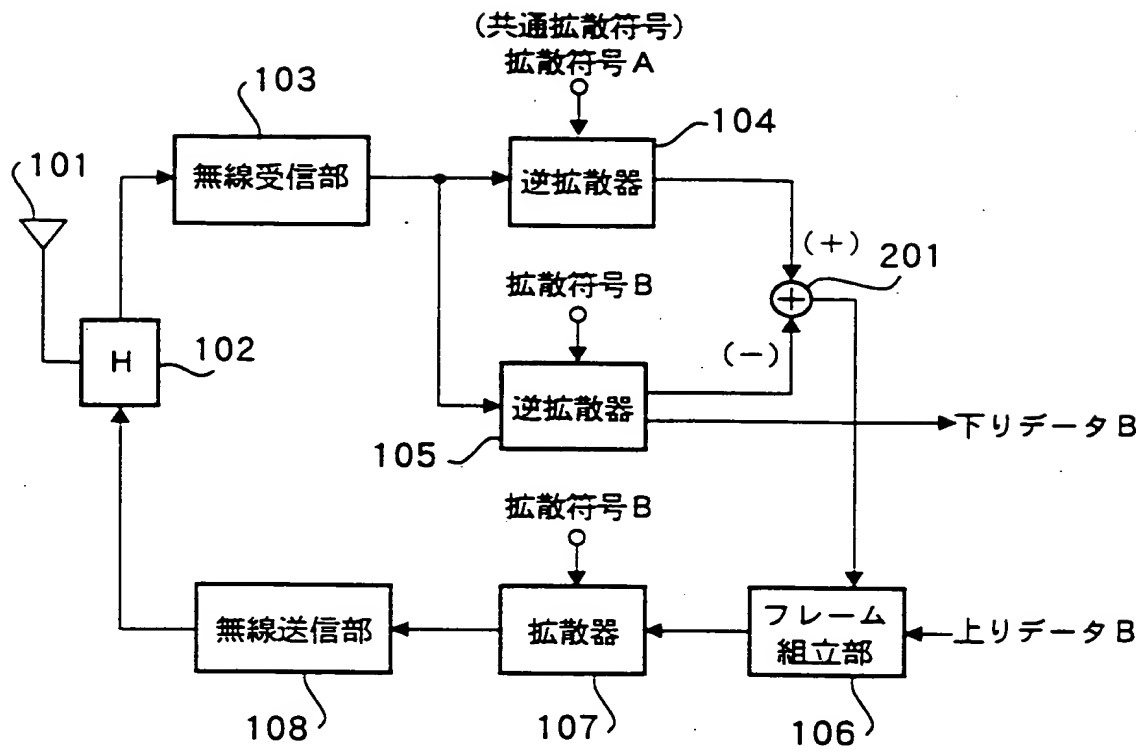 (共通拡散符号)
拡散符号A
103
104
101
無線受信部
逆拡散器
(+)
201
拡散符号B
+
H
102
(-)
逆拡散器
105
下りデータB
拡散符号B
無線送信部
拡散器
フレーム
組立部
上りデータB
108
107
106